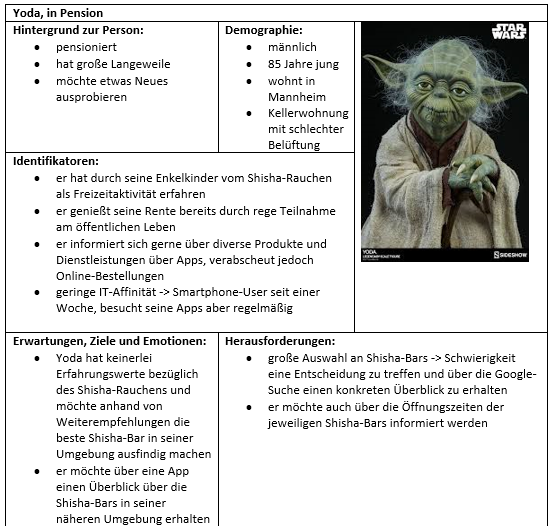 Yoda, in Pension
Hintergrund zur Person:
• pensioniert
• hat große Langeweile
• möchte etwas Neues
ausprobieren
Demographie:
• männlich
• 85 Jahre jung
• wohnt in
Mannheim
• Kellerwohnung
mit schlechter
Belüftung
STAR
WARS
YODA
SIDESHOW
Identifikatoren:
• er hat durch seine Enkelkinder vom Shisha-Rauchen
als Freizeitaktivität erfahren
• er genießt seine Rente bereits durch rege Teilnahme
am öffentlichen Leben
• er informiert sich gerne über diverse Produkte und
Dienstleistungen über Apps, verabscheut jedoch
Online-Bestellungen
• geringe IT-Affinität -> Smartphone-User seit einer
Woche, besucht seine Apps aber regelmäßig
Erwartungen, Ziele und Emotionen:
• Yoda hat keinerlei
Erfahrungswerte bezüglich
des Shisha-Rauchens und
möchte anhand von
Weiterempfehlungen die
beste Shisha-Bar in seiner
Umgebung ausfindig machen
• er möchte über eine App
einen Überblick über die
Shisha-Bars in seiner
näheren Umgebung erhalten
Herausforderungen:
• große Auswahl an Shisha-Bars -> Schwierigkeit
eine Entscheidung zu treffen und über die Google-
Suche einen konkreten Überblick zu erhalten
• er möchte auch über die Öffnungszeiten der
jeweiligen Shisha-Bars informiert werden